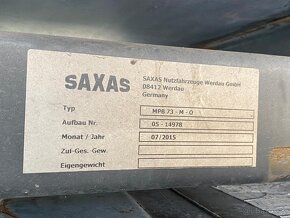 SAXAS
SAXAS Nutzfahrzeuge Werdau GmbH
08412 Werdau
Germany
Typ MPB 73 - M - O
Aufbau Nr. 05 - 14978
Monat / Jahr 07/2015
Zul-Ges. Gew.
Eigengewicht